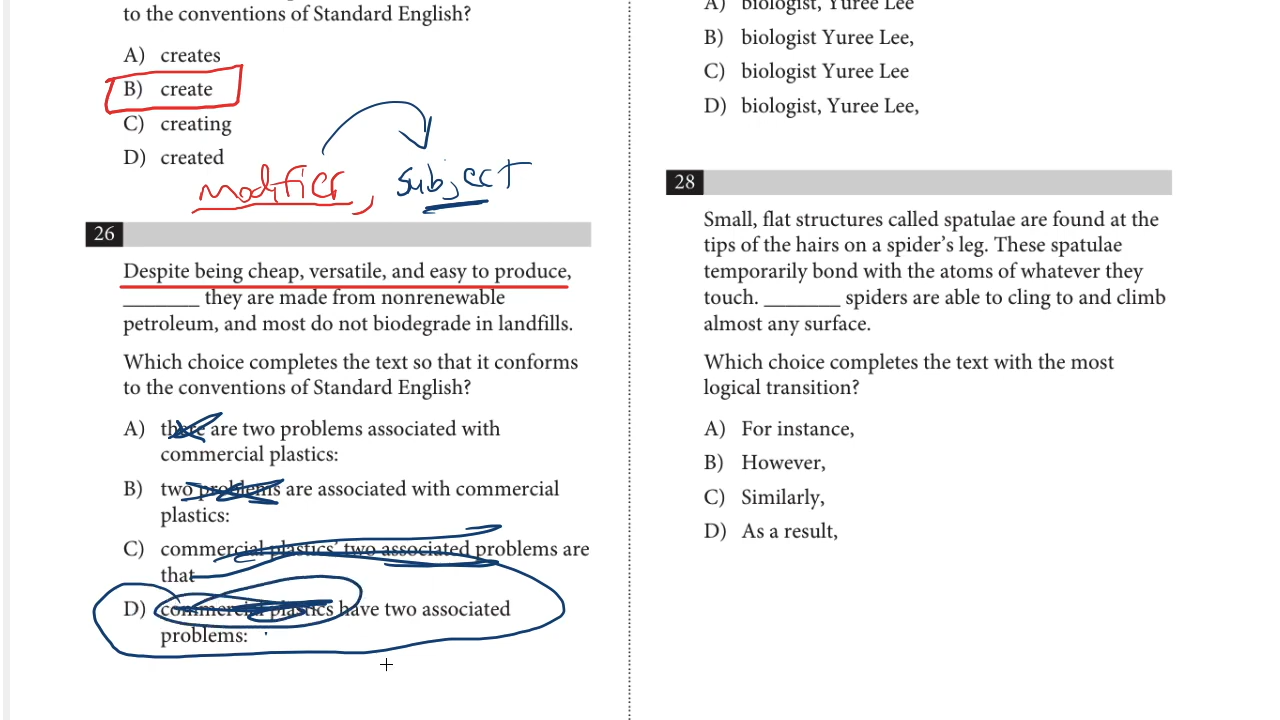 to the conventions of Standard English?
A) creates
B) create
C) creating
D) created
modifier, subject
26
Despite being cheap, versatile, and easy to produce,
_______ they are made from nonrenewable
petroleum, and most do not biodegrade in landfills.
Which choice completes the text so that it conforms
to the conventions of Standard English?
A) there are two problems associated with
commercial plastics:
B) two problems are associated with commercial
plastics:
C) commercial plastics' two associated problems are
that
D) commercial plastics have two associated
problems:
A) biologist, Yuree Lee
B) biologist Yuree Lee,
C) biologist Yuree Lee
D) biologist, Yuree Lee,
28
Small, flat structures called spatulae are found at the
tips of the hairs on a spider’s leg. These spatulae
temporarily bond with the atoms of whatever they
touch. _______ spiders are able to cling to and climb
almost any surface.
Which choice completes the text with the most
logical transition?
A) For instance,
B) However,
C) Similarly,
D) As a result,